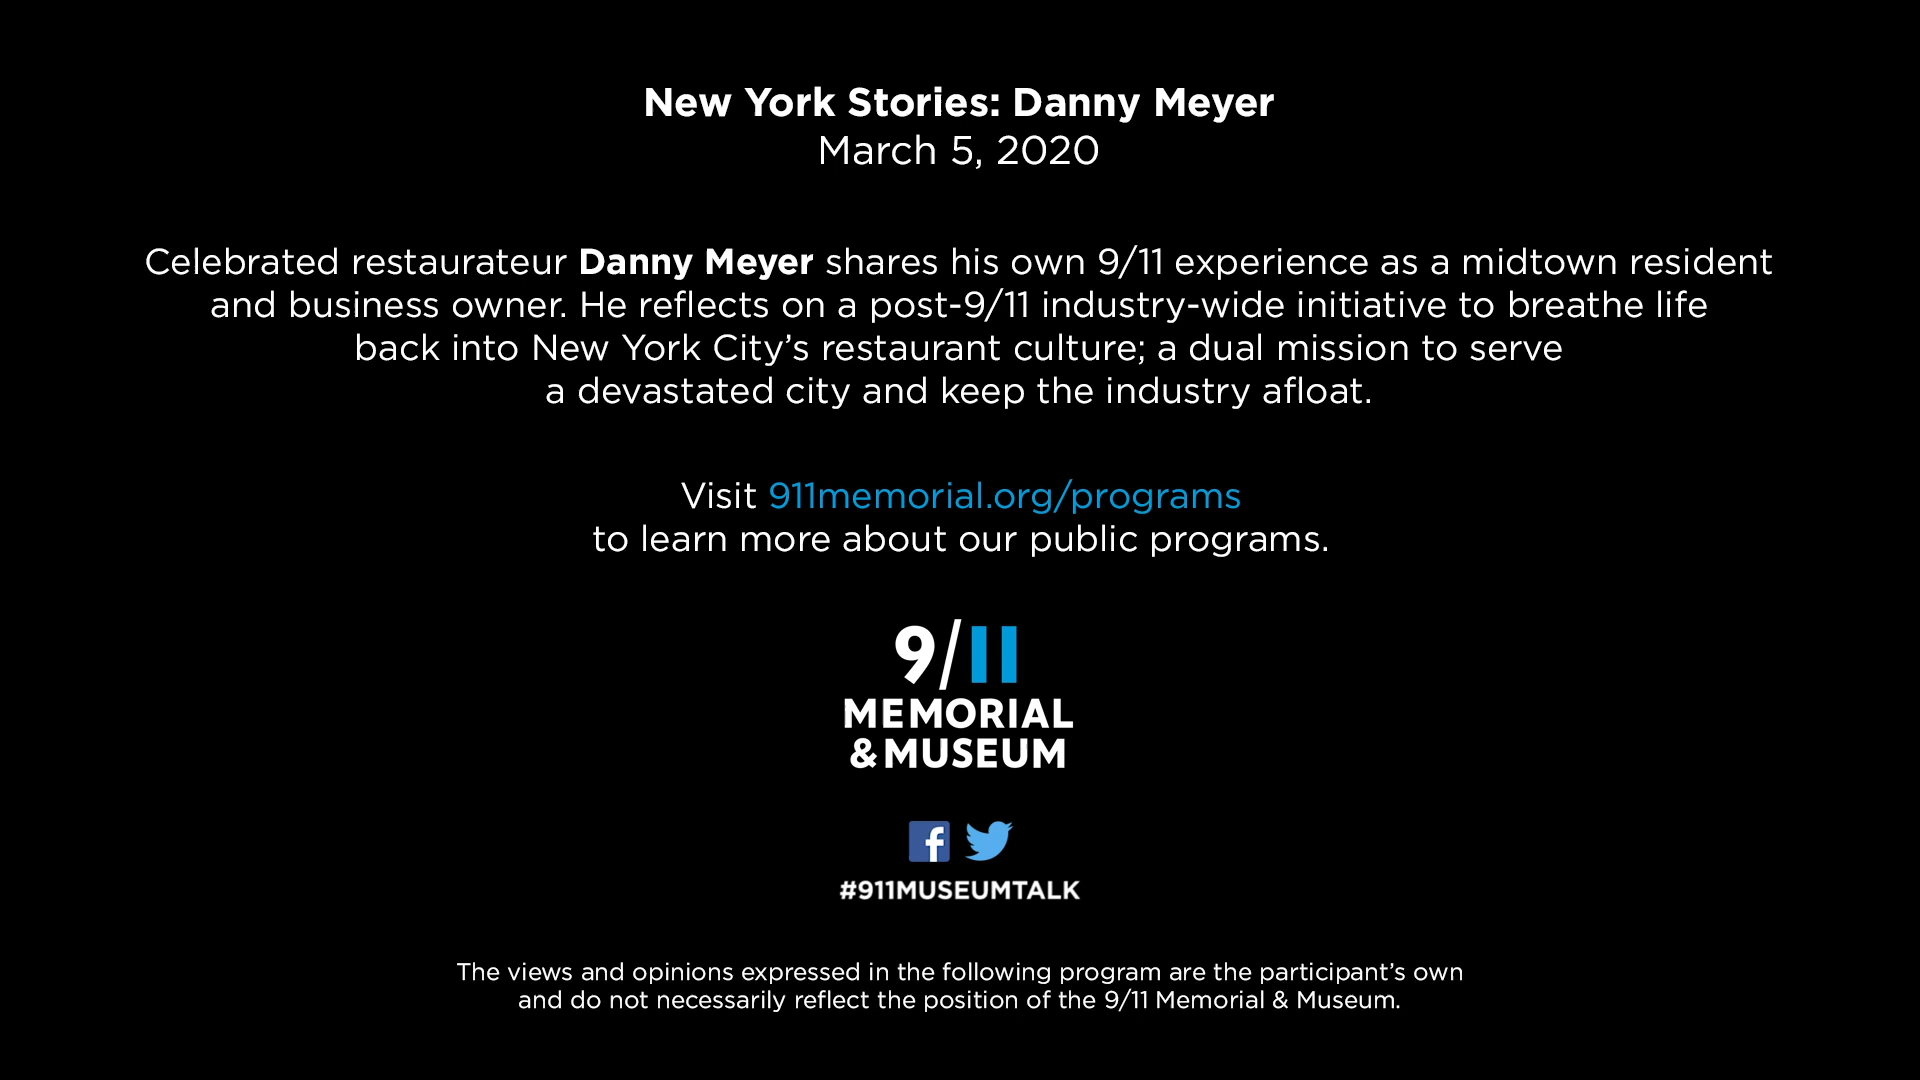 New York Stories: Danny Meyer
March 5, 2020
Celebrated restaurateur Danny Meyer shares his own 9/11 experience as a midtown resident
and business owner. He reflects on a post-9/11 industry-wide initiative to breathe life
back into New York City’s restaurant culture; a dual mission to serve
a devastated city and keep the industry afloat.
Visit 911memorial.org/programs
to learn more about our public programs.
9/11
MEMORIAL
& MUSEUM
#911MUSEUMTALK
The views and opinions expressed in the following program are the participant’s own
and do not necessarily reflect the position of the 9/11 Memorial & Museum.